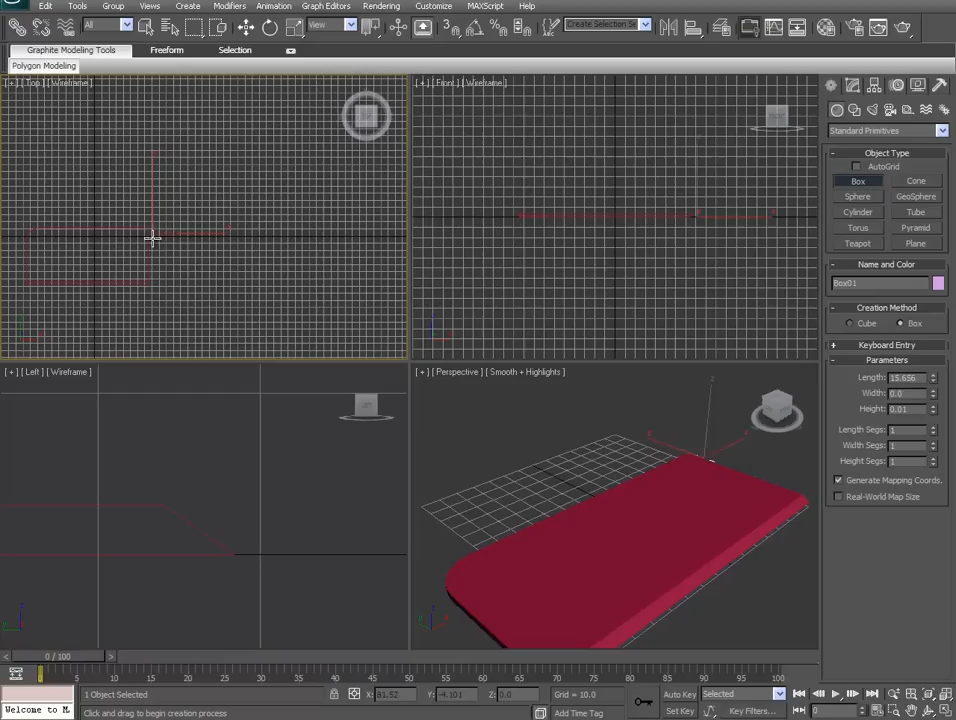 Edit Tools Group Views Create Modifiers Animation Graph Editors Rendering Customize MAXScript Help
All View Create Selection Se
Graphite Modeling Tools Freeform Selection
Polygon Modeling
[ + ] [ Top ] [ Wireframe ]
[ + ] [ Front ] [ Wireframe ]
Standard Primitives
- Object Type
AutoGrid
Box Cone
Sphere GeoSphere
Cylinder Tube
Torus Pyramid
Teapot Plane
- Name and Color
Box01
- Creation Method
Cube Box
+ Keyboard Entry
- Parameters
Length: 15.656
Width: 0.0
Height: 0.01
Length Segs: 1
Width Segs: 1
Height Segs: 1
Generate Mapping Coords.
Real-World Map Size
[ + ] [ Left ] [ Wireframe ]
[ + ] [ Perspective ] [ Smooth + Highlights ]
z
< 0 / 100 >
0 5 10 15 20 25 30 35 40 45 50 55 60 65 70 75 80 85 90 95 100
1 Object Selected X: 81.52 Y: -4.101 Z: 0.0 Grid = 10.0 Auto Key Selected
Welcome to M. Click and drag to begin creation process Add Time Tag Set Key Key Filters... 0